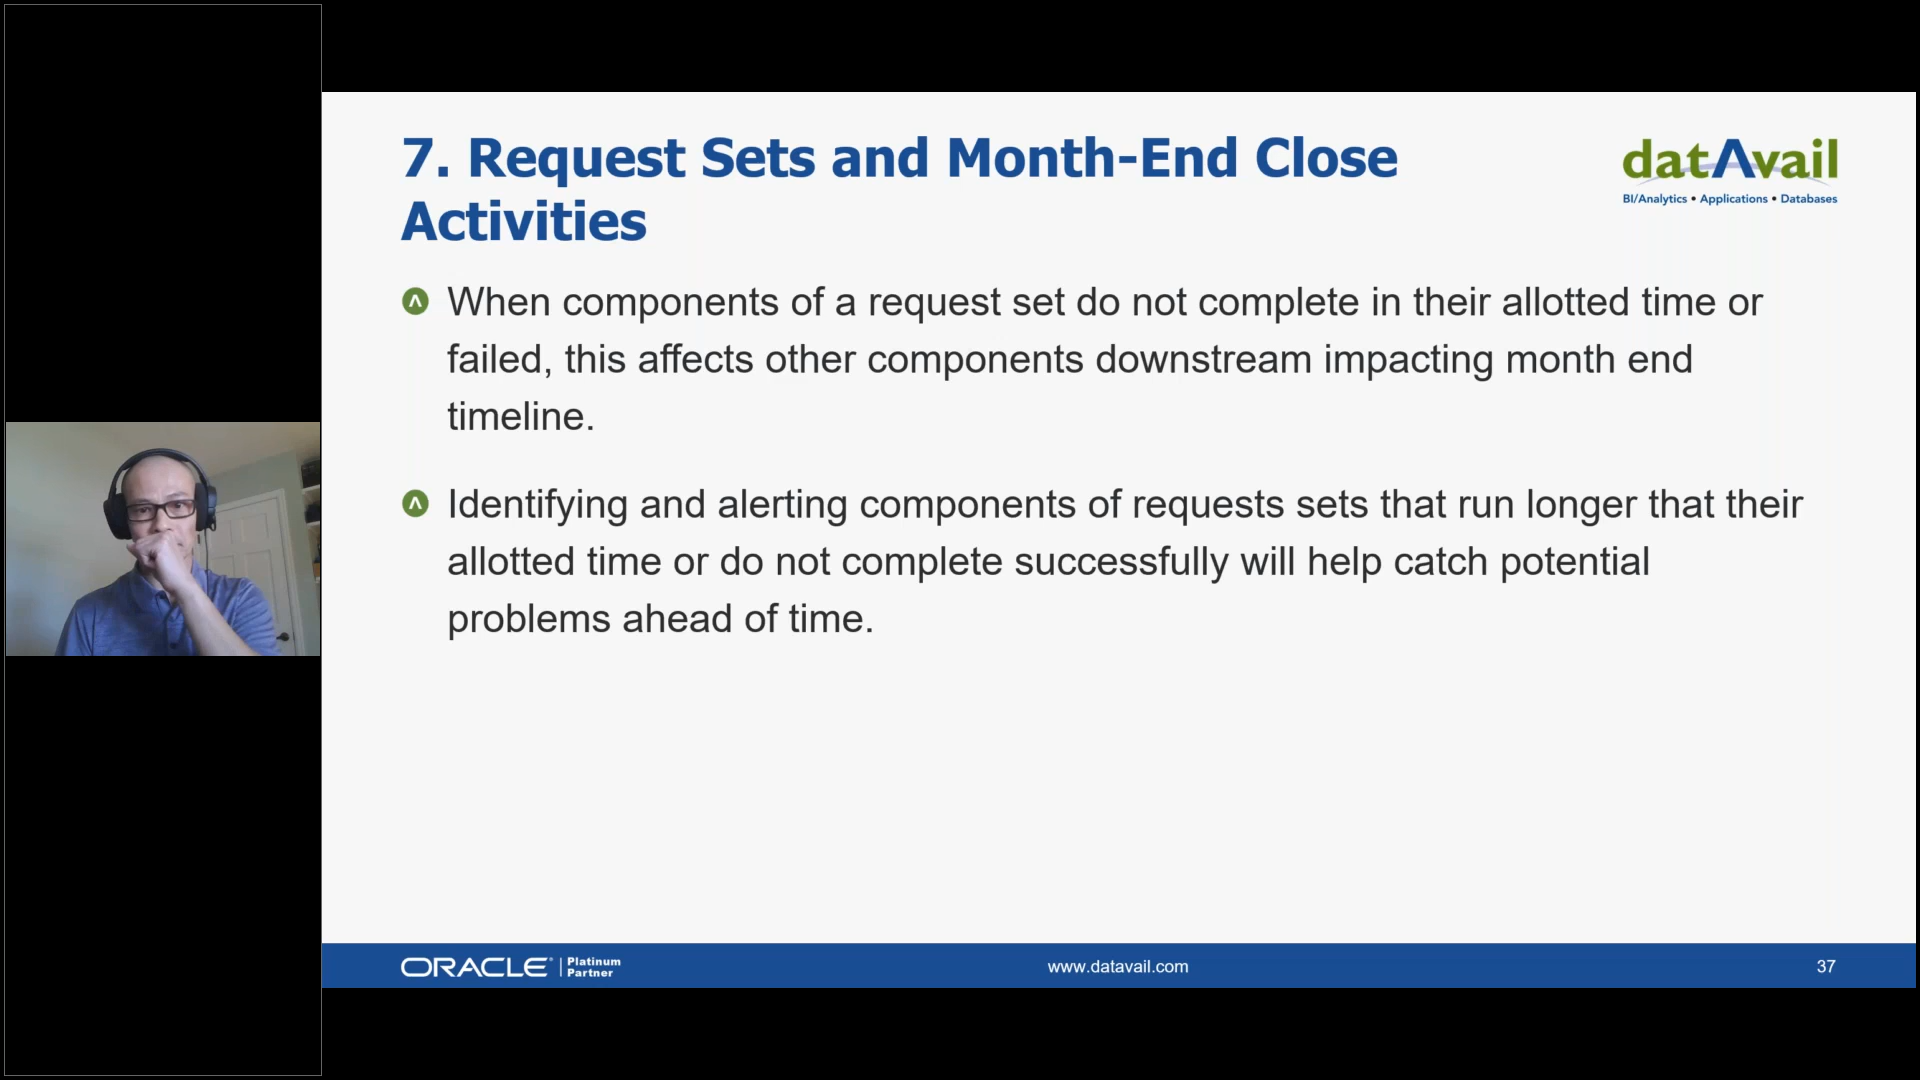 7. Request Sets and Month-End Close
Activities
datAvail
BI/Analytics • Applications • Databases
When components of a request set do not complete in their allotted time or
failed, this affects other components downstream impacting month end
timeline.
Identifying and alerting components of requests sets that run longer that their
allotted time or do not complete successfully will help catch potential
problems ahead of time.
ORACLE® | Platinum
Partner
www.datavail.com
37